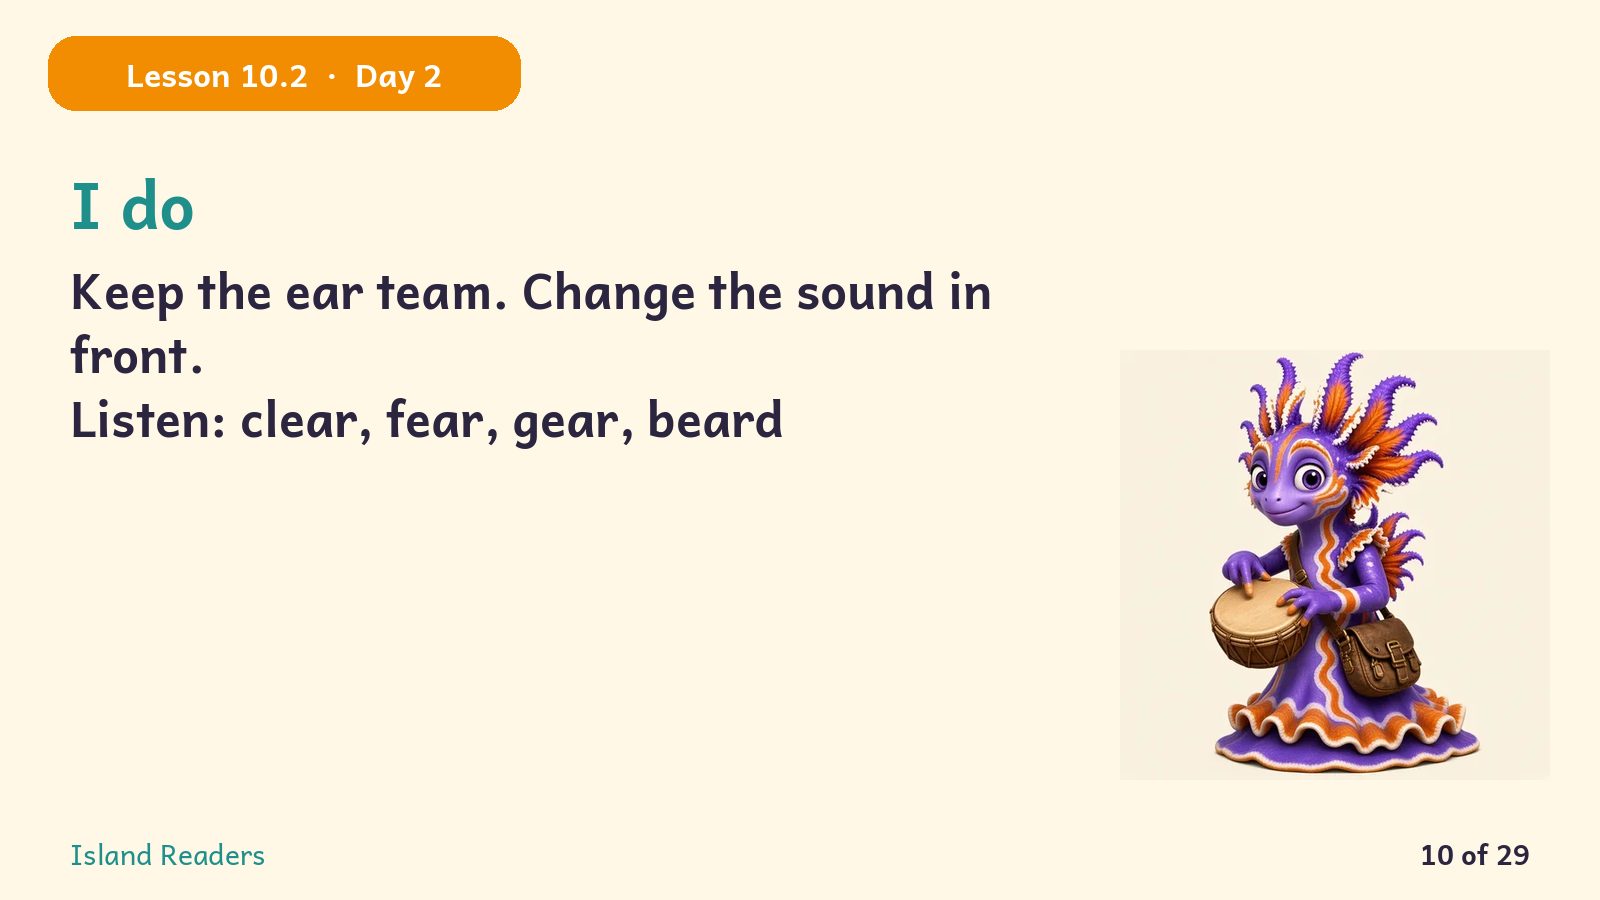 Lesson 10.2 · Day 2
I do
Keep the ear team. Change the sound in
front.
Listen: clear, fear, gear, beard
Island Readers
10 of 29